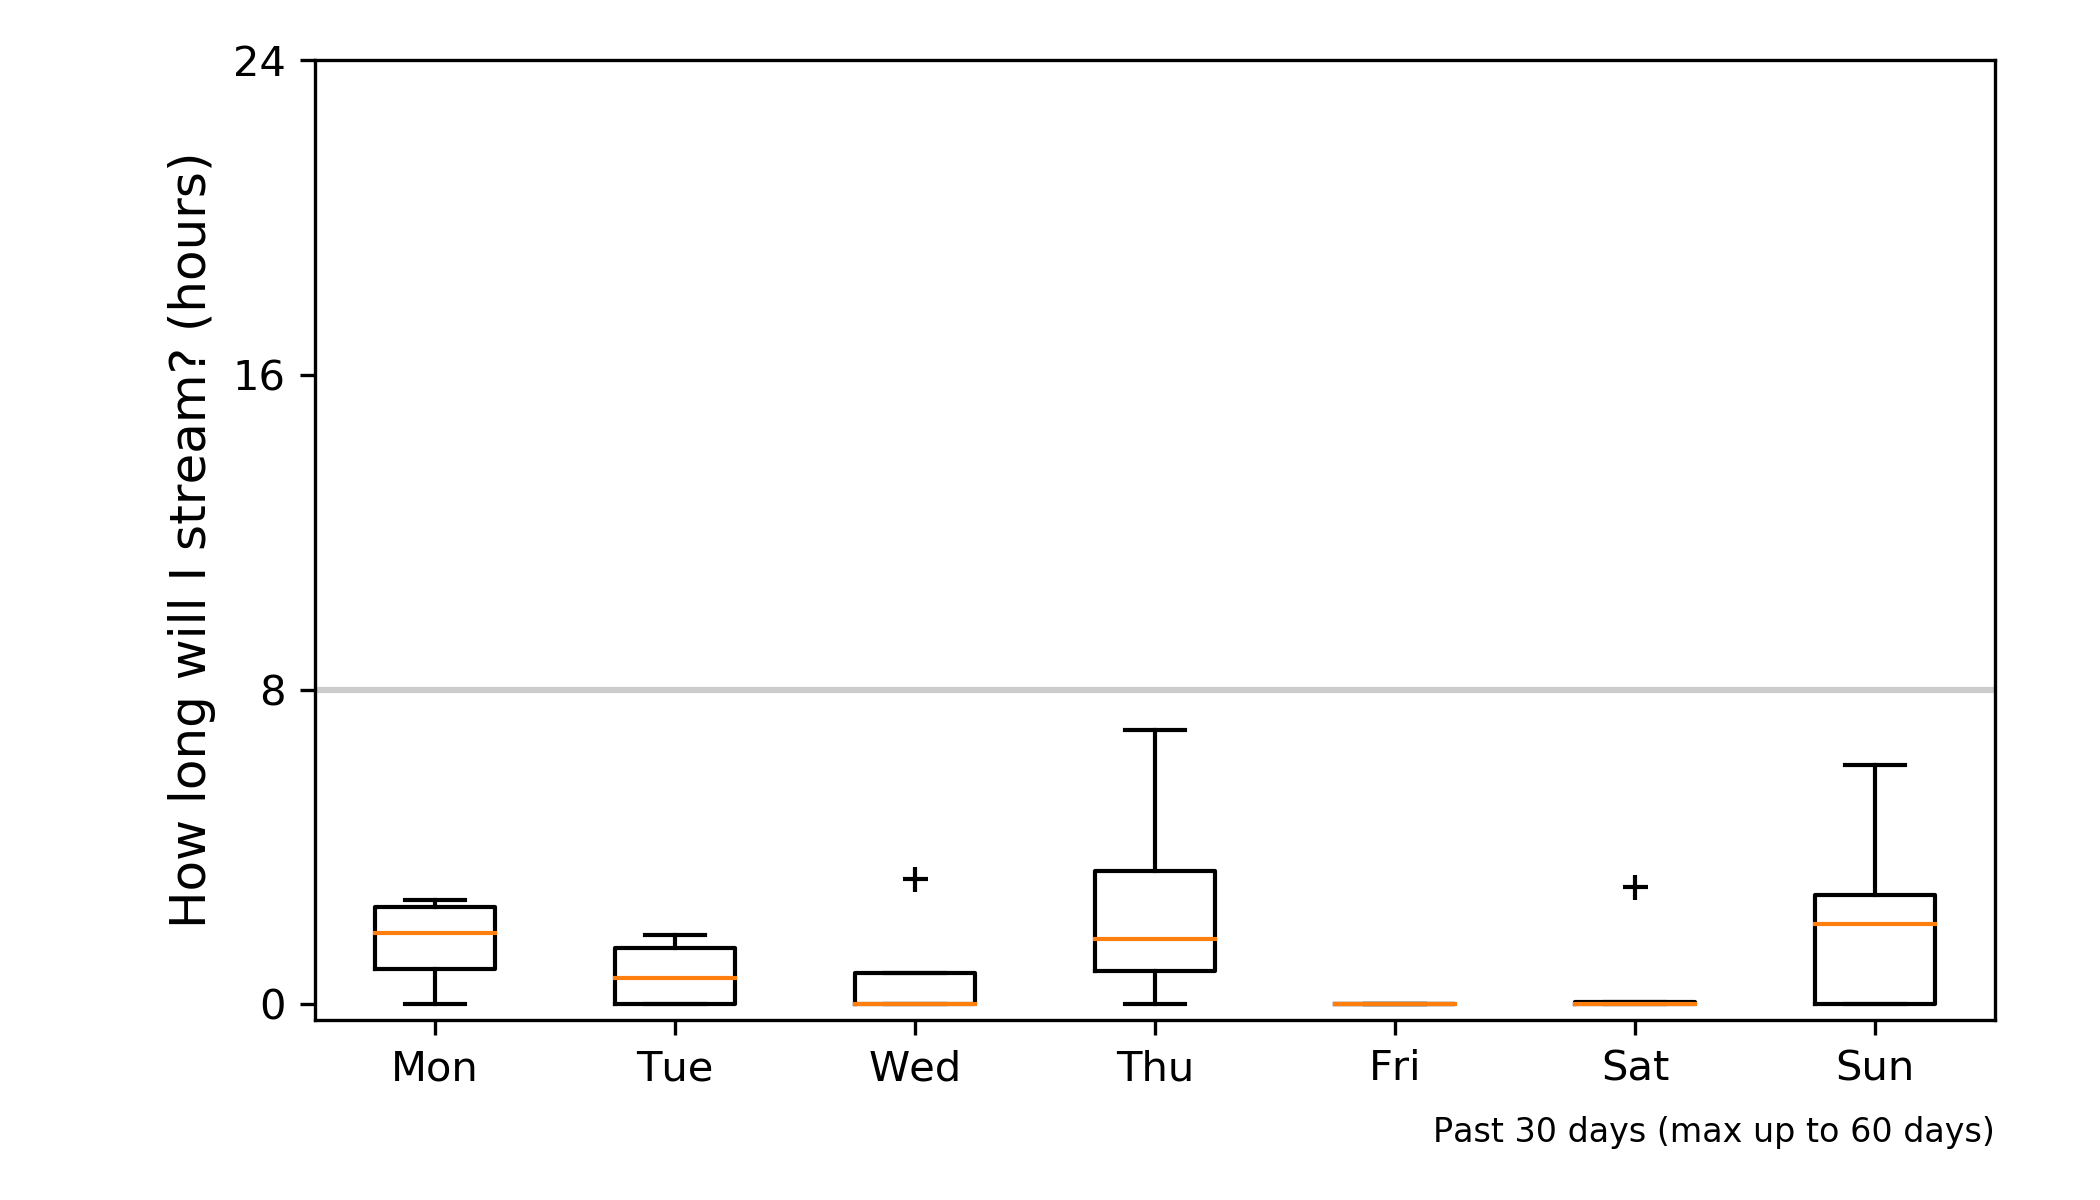 How long will I stream? (hours)
24
16
8
0
Mon Tue Wed Thu Fri Sat Sun
Past 30 days (max up to 60 days)